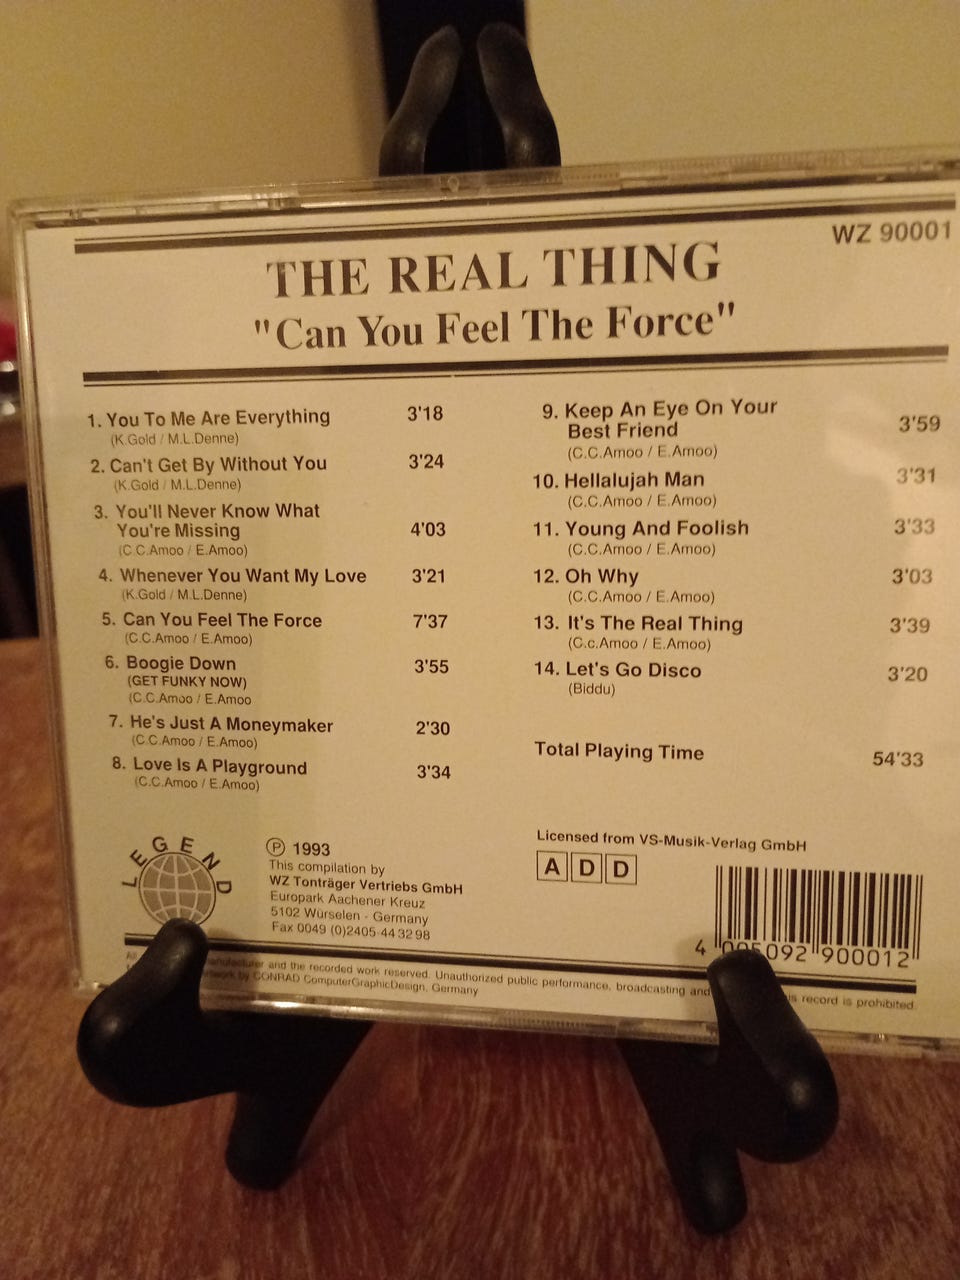 WZ 90001
THE REAL THING
"Can You Feel The Force"
1. You To Me Are Everything 3'18
(K.Gold / M.L.Denne)
2. Can't Get By Without You 3'24
(K.Gold / M.L.Denne)
3. You'll Never Know What
You're Missing 4'03
(C.C.Amoo / E.Amoo)
4. Whenever You Want My Love 3'21
(K.Gold / M.L.Denne)
5. Can You Feel The Force 7'37
(C.C.Amoo / E.Amoo)
6. Boogie Down 3'55
(GET FUNKY NOW)
(C.C.Amoo / E.Amoo
7. He's Just A Moneymaker 2'30
(C.C.Amoo / E.Amoo)
8. Love Is A Playground 3'34
(C.C.Amoo / E.Amoo)
9. Keep An Eye On Your
Best Friend 3'59
(C.C.Amoo / E.Amoo)
10. Hellalujah Man 3'31
(C.C.Amoo / E.Amoo)
11. Young And Foolish 3'33
(C.C.Amoo / E.Amoo)
12. Oh Why 3'03
(C.C.Amoo / E.Amoo)
13. It's The Real Thing 3'39
(C.c.Amoo / E.Amoo)
14. Let's Go Disco 3'20
(Biddu)
Total Playing Time 54'33
LEGEND
Ⓟ 1993
This compilation by
WZ Tonträger Vertriebs GmbH
Europark Aachener Kreuz
5102 Würselen - Germany
Fax 0049 (0)2405-44 32 98
Licensed from VS-Musik-Verlag GmbH
ADD
4 005092 900012
and the recorded work reserved. Unauthorized public performance, broadcasting and record is prohibited.
by CONRAD ComputerGraphicDesign, Germany